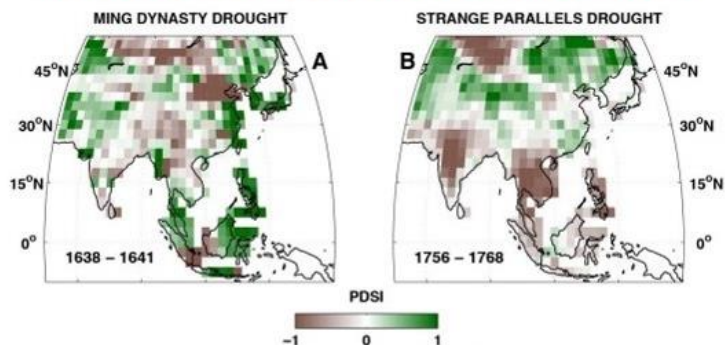 MING DYNASTY DROUGHT
STRANGE PARALLELS DROUGHT
A
B
45°N
45°N
30°N
30°N
15°N
15°N
0°
0°
1638 – 1641
1756 – 1768
PDSI
−1
0
1